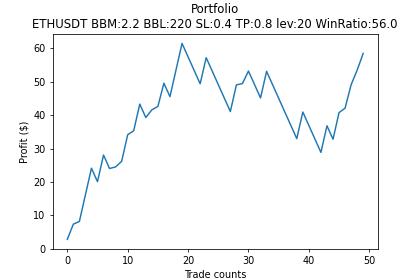 Portfolio
ETHUSDT BBM:2.2 BBL:220 SL:0.4 TP:0.8 lev:20 WinRatio:56.0
Profit ($)
60
50
40
30
20
10
0
0 10 20 30 40 50
Trade counts